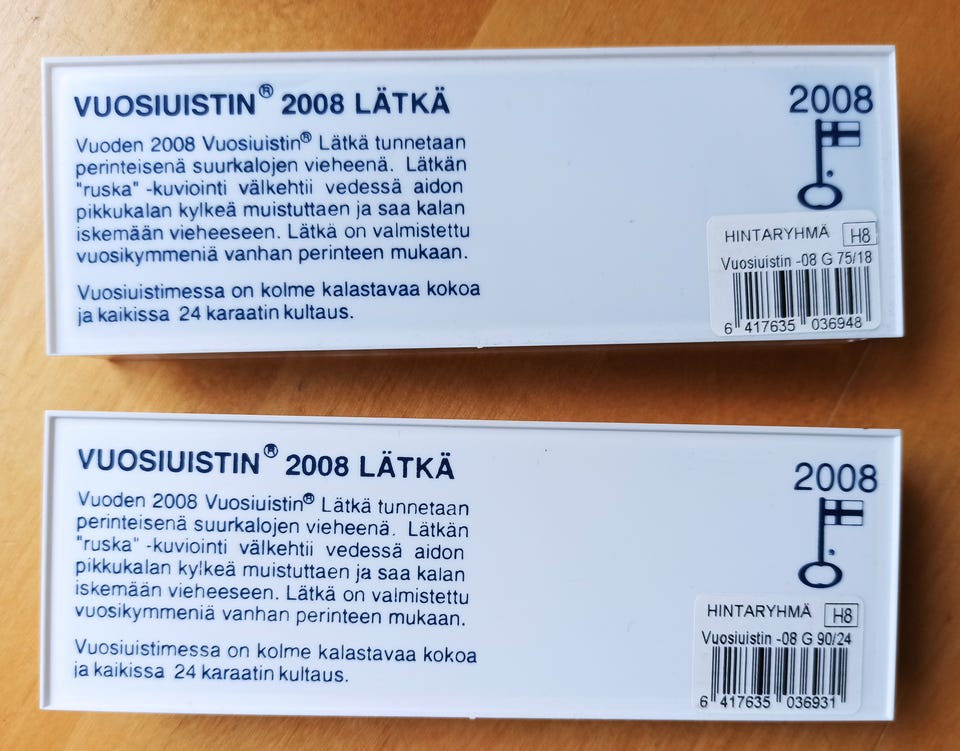 VUOSIUISTIN® 2008 LÄTKÄ
Vuoden 2008 Vuosiuistin® Lätkä tunnetaan
perinteisenä suurkalojen vieheenä. Lätkän
"ruska" -kuviointi välkehtii vedessä aidon
pikkukalan kylkeä muistuttaen ja saa kalan
iskemään vieheeseen. Lätkä on valmistettu
vuosikymmeniä vanhan perinteen mukaan.
Vuosiuistimessa on kolme kalastavaa kokoa
ja kaikissa 24 karaatin kultaus.
2008
HINTARYHMÄ H8
Vuosiuistin -08 G 75/18
6 417635 036948
VUOSIUISTIN® 2008 LÄTKÄ
Vuoden 2008 Vuosiuistin® Lätkä tunnetaan
perinteisenä suurkalojen vieheenä. Lätkän
"ruska" -kuviointi välkehtii vedessä aidon
pikkukalan kylkeä muistuttaen ja saa kalan
iskemään vieheeseen. Lätkä on valmistettu
vuosikymmeniä vanhan perinteen mukaan.
Vuosiuistimessa on kolme kalastavaa kokoa
ja kaikissa 24 karaatin kultaus.
2008
HINTARYHMÄ H8
Vuosiuistin -08 G 90/24
6 417635 036931